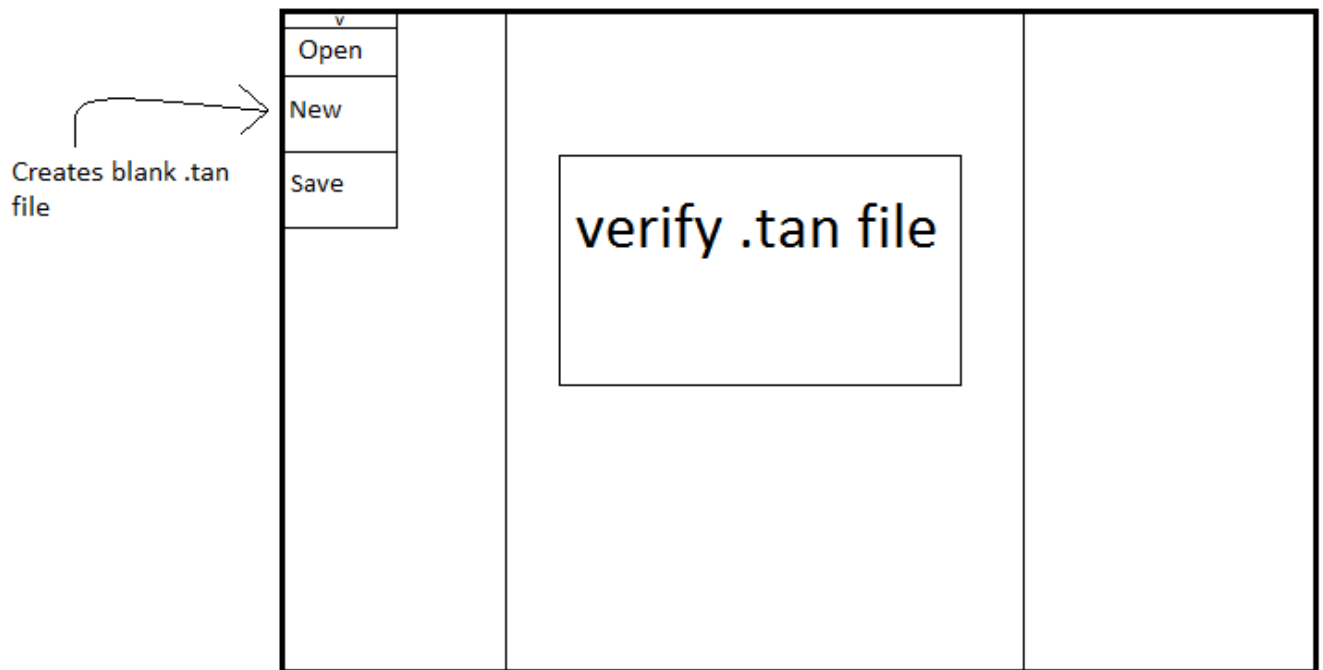 v
Open
New
Creates blank .tan
file
Save
verify .tan file